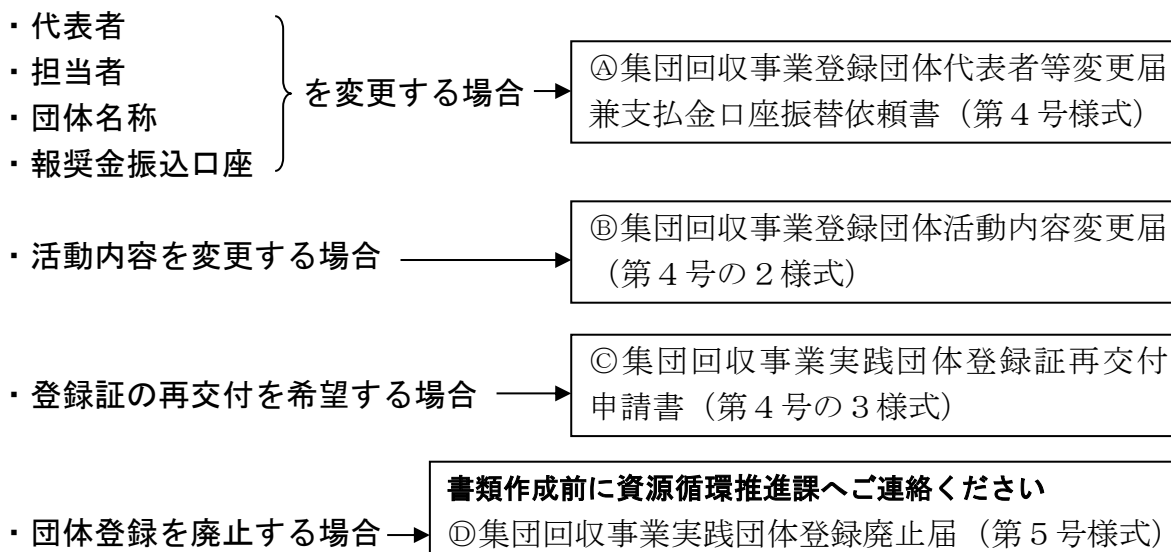 ・代表者
・担当者
・団体名称
・報奨金振込口座
を変更する場合
Ⓐ集団回収事業登録団体代表者等変更届
兼支払金口座振替依頼書（第４号様式）
・活動内容を変更する場合
Ⓑ集団回収事業登録団体活動内容変更届
（第４号の２様式）
・登録証の再交付を希望する場合
Ⓒ集団回収事業実践団体登録証再交付
申請書（第４号の３様式）
・団体登録を廃止する場合
書類作成前に資源循環推進課へご連絡ください
Ⓓ集団回収事業実践団体登録廃止届（第５号様式）